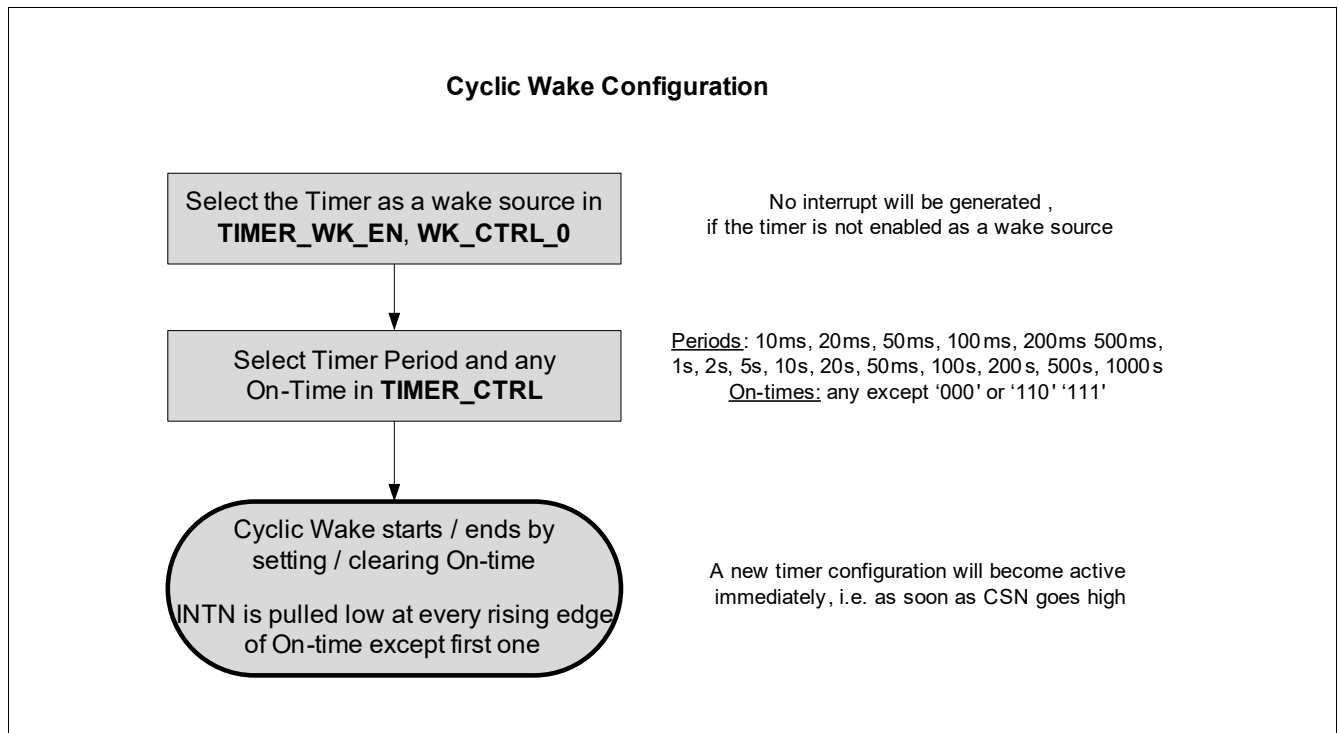 Cyclic Wake Configuration
Select the Timer as a wake source in
TIMER_WK_EN, WK_CTRL_0
No interrupt will be generated ,
if the timer is not enabled as a wake source
Select Timer Period and any
On-Time in TIMER_CTRL
Periods: 10ms, 20ms, 50ms, 100ms, 200ms 500ms,
1s, 2s, 5s, 10s, 20s, 50ms, 100s, 200s, 500s, 1000s
On-times: any except ‘000' or ‘110' ‘111'
Cyclic Wake starts / ends by
setting / clearing On-time
INTN is pulled low at every rising edge
of On-time except first one
A new timer configuration will become active
immediately, i.e. as soon as CSN goes high